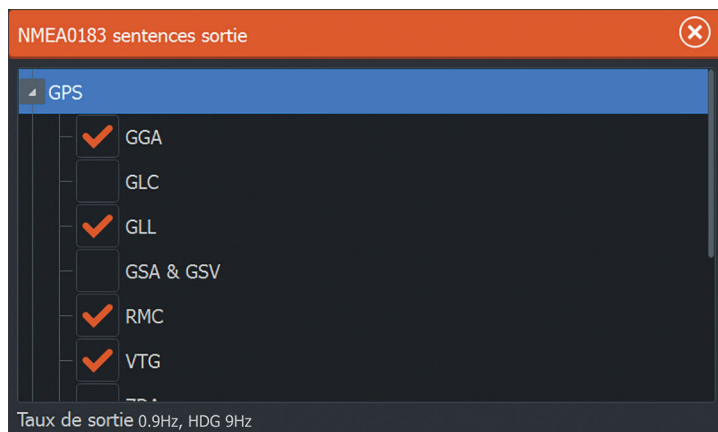 NMEA0183 sentences sortie
GPS
GGA
GLC
GLL
GSA & GSV
RMC
VTG
Taux de sortie 0.9Hz, HDG 9Hz